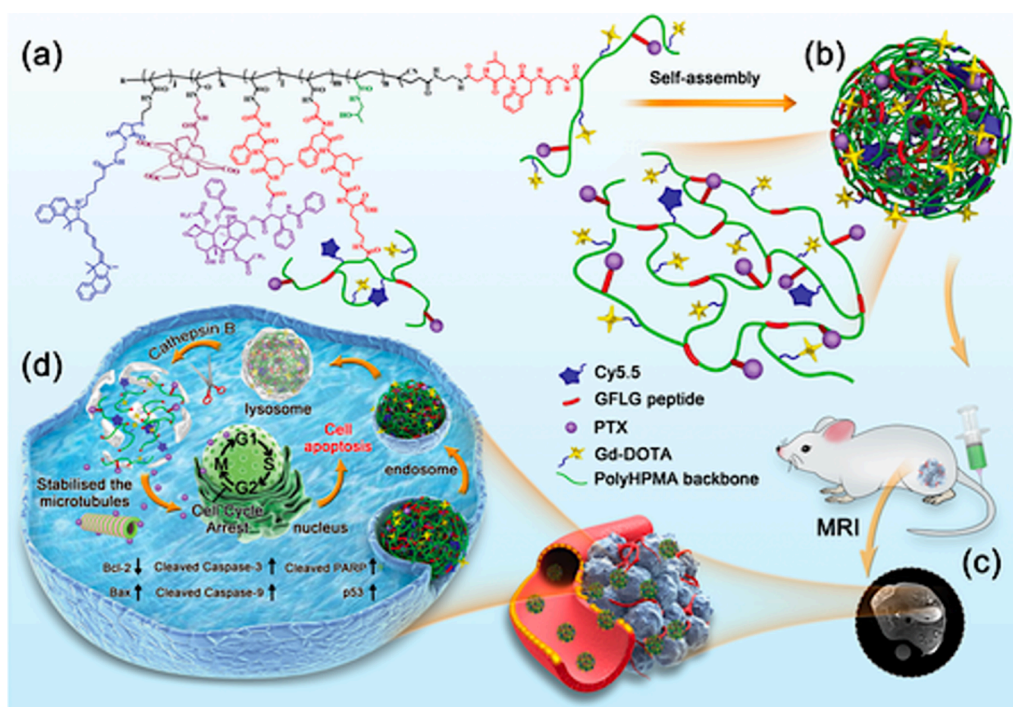 (a)
Self-assembly
(b)
Cy5.5
GFLG peptide
PTX
Gd-DOTA
PolyHPMA backbone
MRI
(c)
(d)
Cathepsin B
lysosome
Cell
apoptosis
endosome
G1
M
S
G2
Cell Cycle
Arrest
nucleus
Stabilised the
microtubules
Bcl-2 ↓ Cleaved Caspase-3 ↑ Cleaved PARP ↑
Bax ↑ Cleaved Caspase-9 ↑ p53 ↑